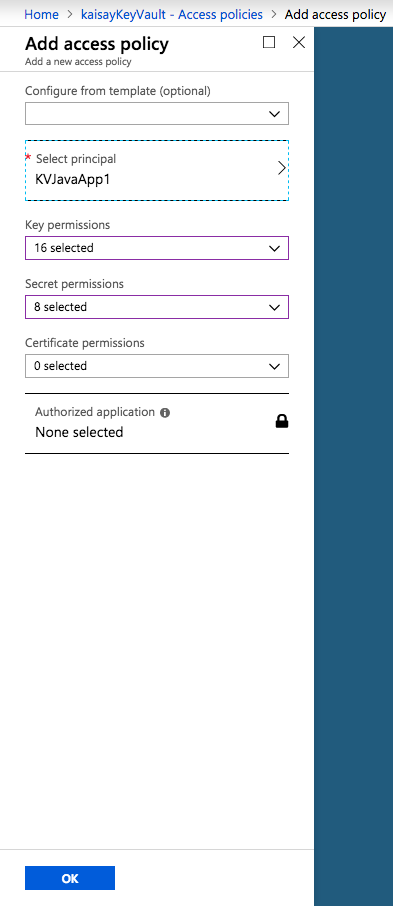 Home > kaisayKeyVault - Access policies > Add access policy
Add access policy
Add a new access policy
Configure from template (optional)
* Select principal
KVJavaApp1
Key permissions
16 selected
Secret permissions
8 selected
Certificate permissions
0 selected
Authorized application
None selected
OK